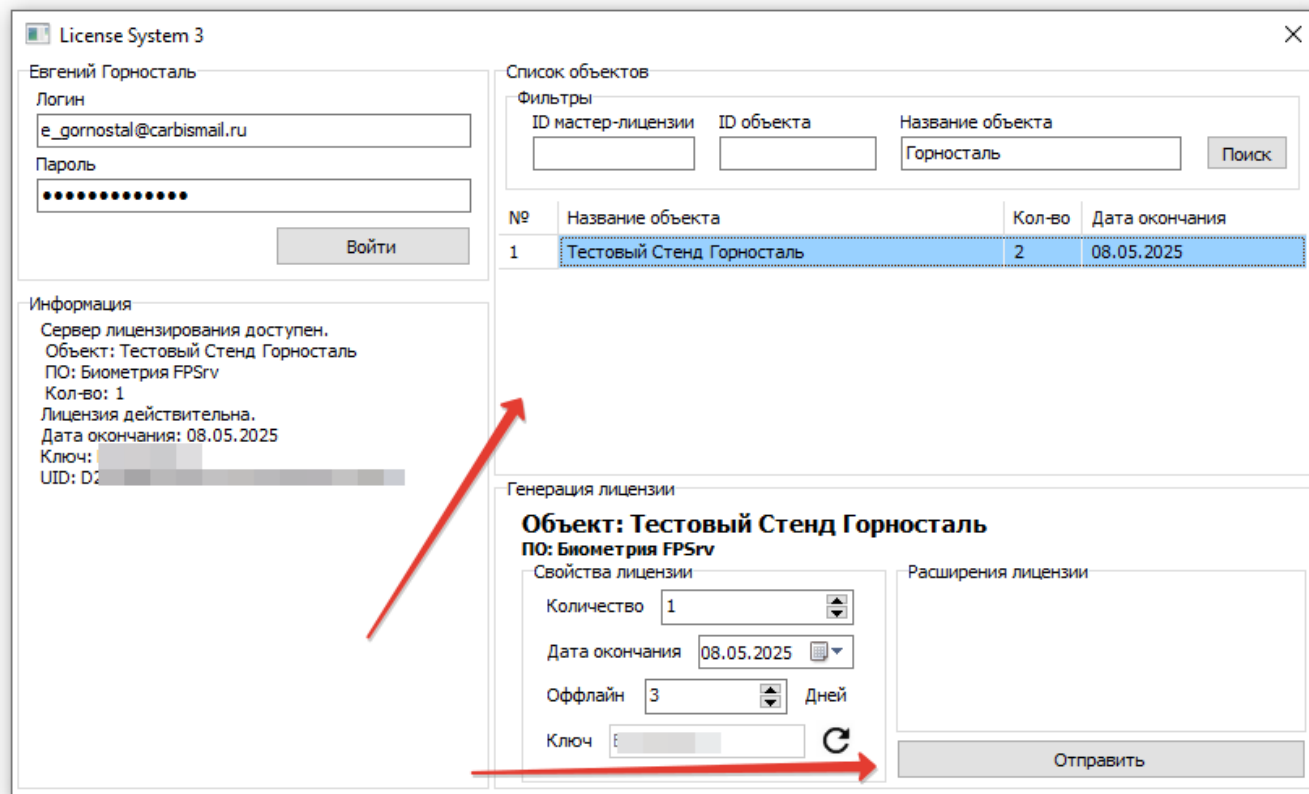 License System 3
Евгений Горносталь
Логин
e_gornostal@carbismail.ru
Пароль
Войти
Информация
Сервер лицензирования доступен.
Объект: Тестовый Стенд Горносталь
ПО: Биометрия FPSrv
Кол-во: 1
Лицензия действительна.
Дата окончания: 08.05.2025
Ключ:
UID:
Список объектов
Фильтры
ID мастер-лицензии ID объекта Название объекта
Горносталь Поиск
№ Название объекта Кол-во Дата окончания
1 Тестовый Стенд Горносталь 2 08.05.2025
Генерация лицензии
Объект: Тестовый Стенд Горносталь
ПО: Биометрия FPSrv
Свойства лицензии
Количество 1
Дата окончания 08.05.2025
Оффлайн 3 Дней
Ключ
Расширения лицензии
Отправить